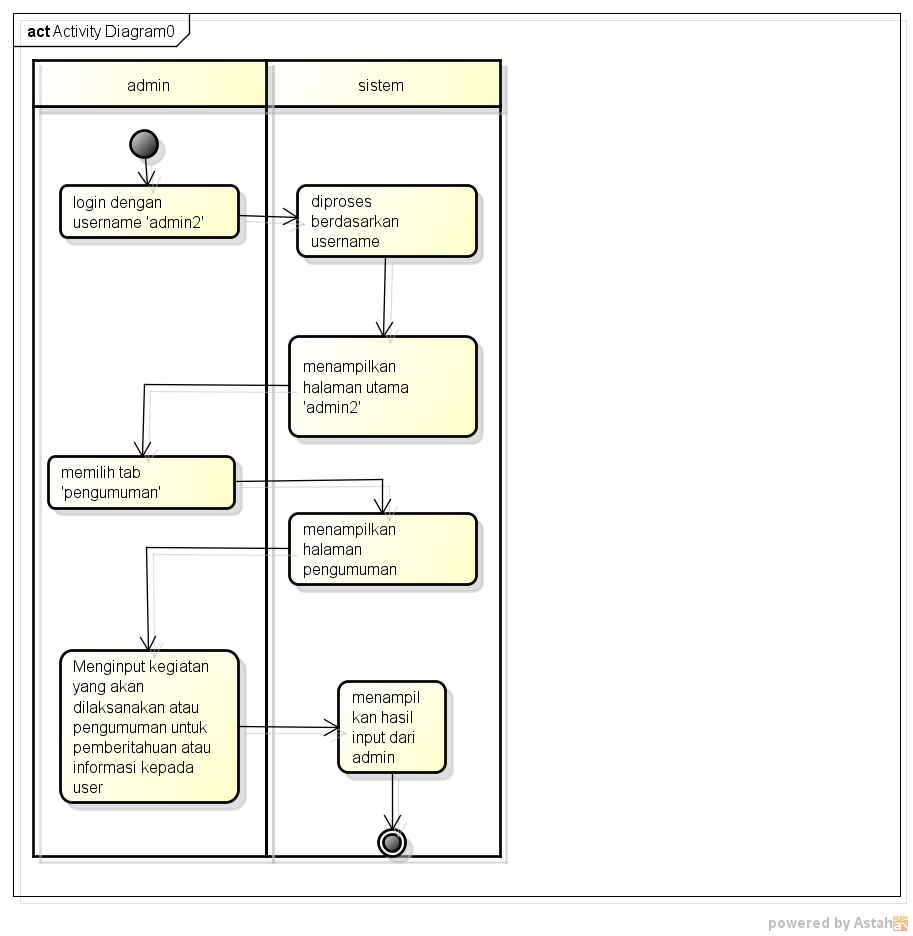 act Activity Diagram0
admin
sistem
login dengan
username 'admin2'
diproses
berdasarkan
username
menampilkan
halaman utama
'admin2'
memilih tab
'pengumuman'
menampilkan
halaman
pengumuman
Menginput kegiatan
yang akan
dilaksanakan atau
pengumuman untuk
pemberitahuan atau
informasi kepada
user
menampil
kan hasil
input dari
admin
powered by Astah